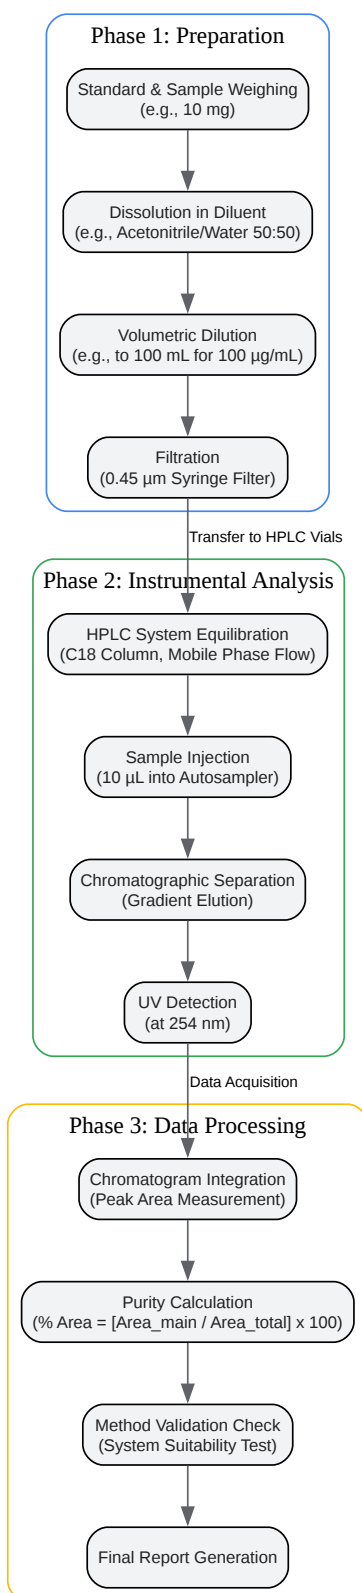 Phase 1: Preparation
Standard & Sample Weighing
(e.g., 10 mg)
Dissolution in Diluent
(e.g., Acetonitrile/Water 50:50)
Volumetric Dilution
(e.g., to 100 mL for 100 µg/mL)
Filtration
(0.45 µm Syringe Filter)
Transfer to HPLC Vials
Phase 2: Instrumental Analysis
HPLC System Equilibration
(C18 Column, Mobile Phase Flow)
Sample Injection
(10 µL into Autosampler)
Chromatographic Separation
(Gradient Elution)
UV Detection
(at 254 nm)
Data Acquisition
Phase 3: Data Processing
Chromatogram Integration
(Peak Area Measurement)
Purity Calculation
(% Area = [Area_main / Area_total] x 100)
Method Validation Check
(System Suitability Test)
Final Report Generation